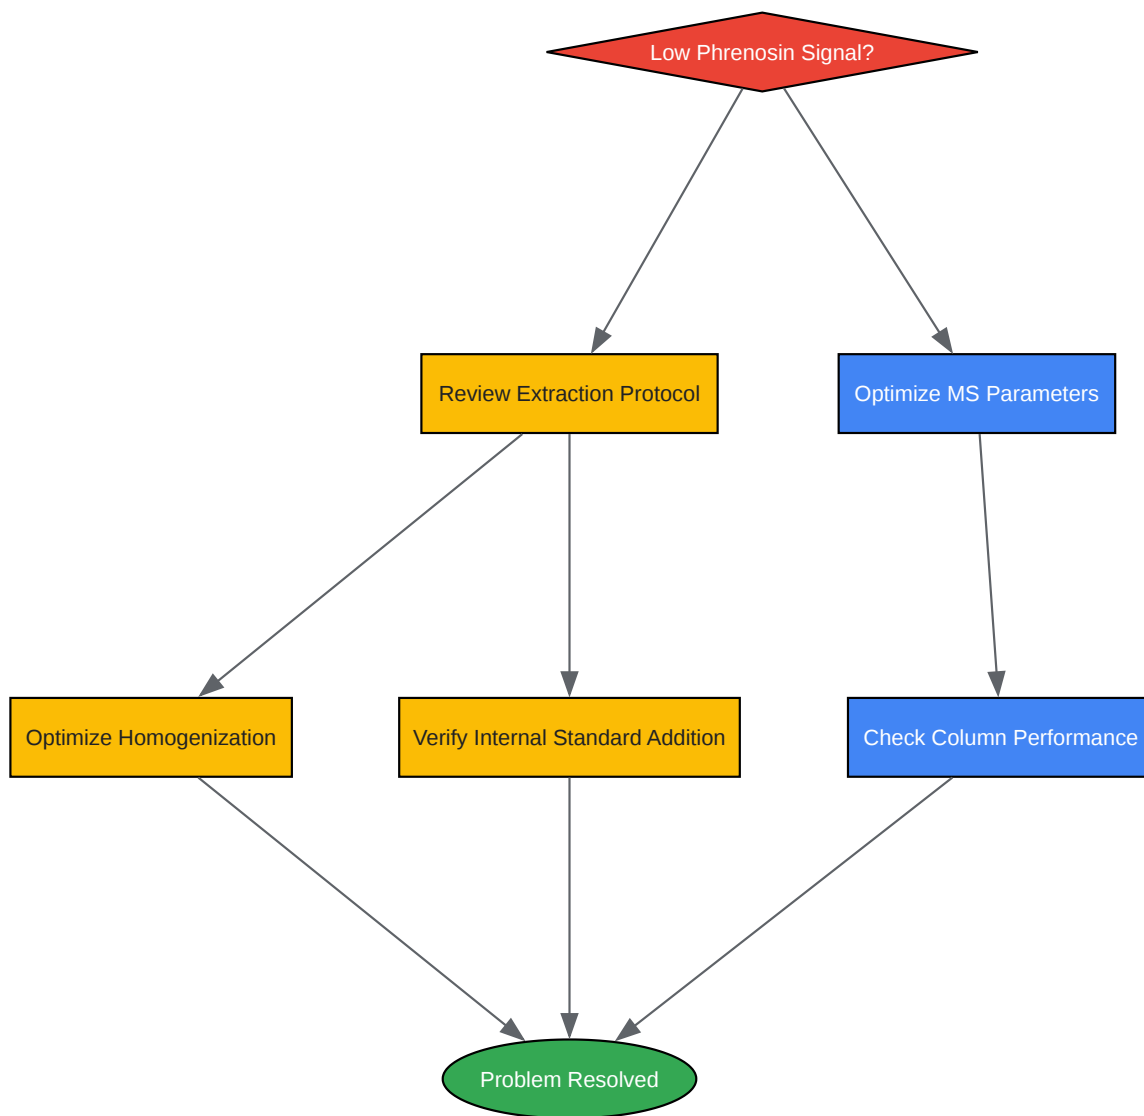 Low Phrenosin Signal?
Review Extraction Protocol
Optimize MS Parameters
Optimize Homogenization
Verify Internal Standard Addition
Check Column Performance
Problem Resolved